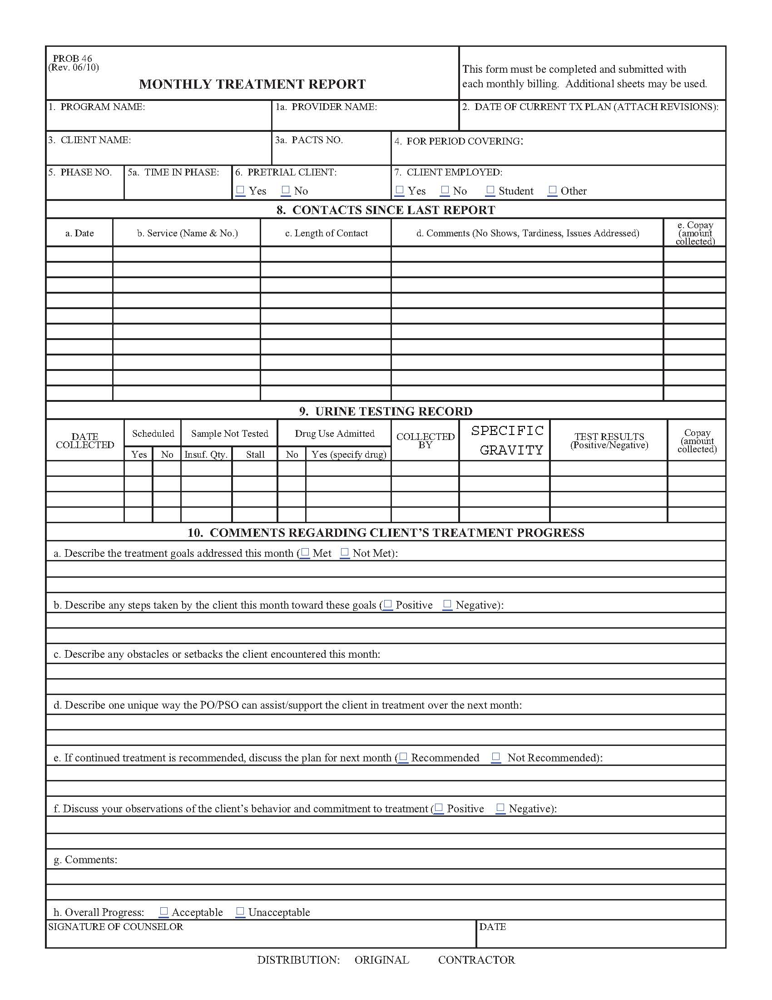 PROB 46
(Rev. 06/10)
MONTHLY TREATMENT REPORT
This form must be completed and submitted with
each monthly billing. Additional sheets may be used.
1. PROGRAM NAME:
1a. PROVIDER NAME:
2. DATE OF CURRENT TX PLAN (ATTACH REVISIONS):
3. CLIENT NAME:
3a. PACTS NO.
4. FOR PERIOD COVERING:
5. PHASE NO.
5a. TIME IN PHASE:
6. PRETRIAL CLIENT:
☐ Yes ☐ No
7. CLIENT EMPLOYED:
☐ Yes ☐ No ☐ Student ☐ Other
8. CONTACTS SINCE LAST REPORT
a. Date
b. Service (Name & No.)
c. Length of Contact
d. Comments (No Shows, Tardiness, Issues Addressed)
e. Copay
(amount
collected)
9. URINE TESTING RECORD
DATE
COLLECTED
Scheduled
Yes
No
Sample Not Tested
Insuf. Qty.
Stall
Drug Use Admitted
No
Yes (specify drug)
COLLECTED
BY
SPECIFIC
GRAVITY
TEST RESULTS
(Positive/Negative)
Copay
(amount
collected)
10. COMMENTS REGARDING CLIENT’S TREATMENT PROGRESS
a. Describe the treatment goals addressed this month (☐ Met ☐ Not Met):
b. Describe any steps taken by the client this month toward these goals (☐ Positive ☐ Negative):
c. Describe any obstacles or setbacks the client encountered this month:
d. Describe one unique way the PO/PSO can assist/support the client in treatment over the next month:
e. If continued treatment is recommended, discuss the plan for next month (☐ Recommended ☐ Not Recommended):
f. Discuss your observations of the client’s behavior and commitment to treatment (☐ Positive ☐ Negative):
g. Comments:
h. Overall Progress: ☐ Acceptable ☐ Unacceptable
SIGNATURE OF COUNSELOR
DATE
DISTRIBUTION: ORIGINAL CONTRACTOR